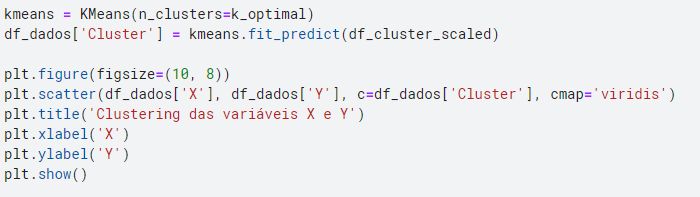 kmeans = KMeans(n_clusters=k_optimal)
df_dados['Cluster'] = kmeans.fit_predict(df_cluster_scaled)
plt.figure(figsize=(10, 8))
plt.scatter(df_dados['X'], df_dados['Y'], c=df_dados['Cluster'], cmap='viridis')
plt.title('Clustering das variáveis X e Y')
plt.xlabel('X')
plt.ylabel('Y')
plt.show()